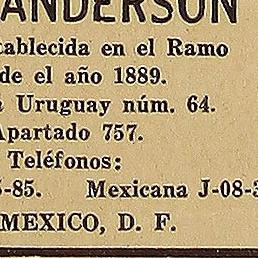 ANDERSON
tablecida en el Ramo
de el año 1889.
Uruguay núm. 64.
Apartado 757.
Teléfonos:
-85. Mexicana J-08-3
MEXICO, D. F.